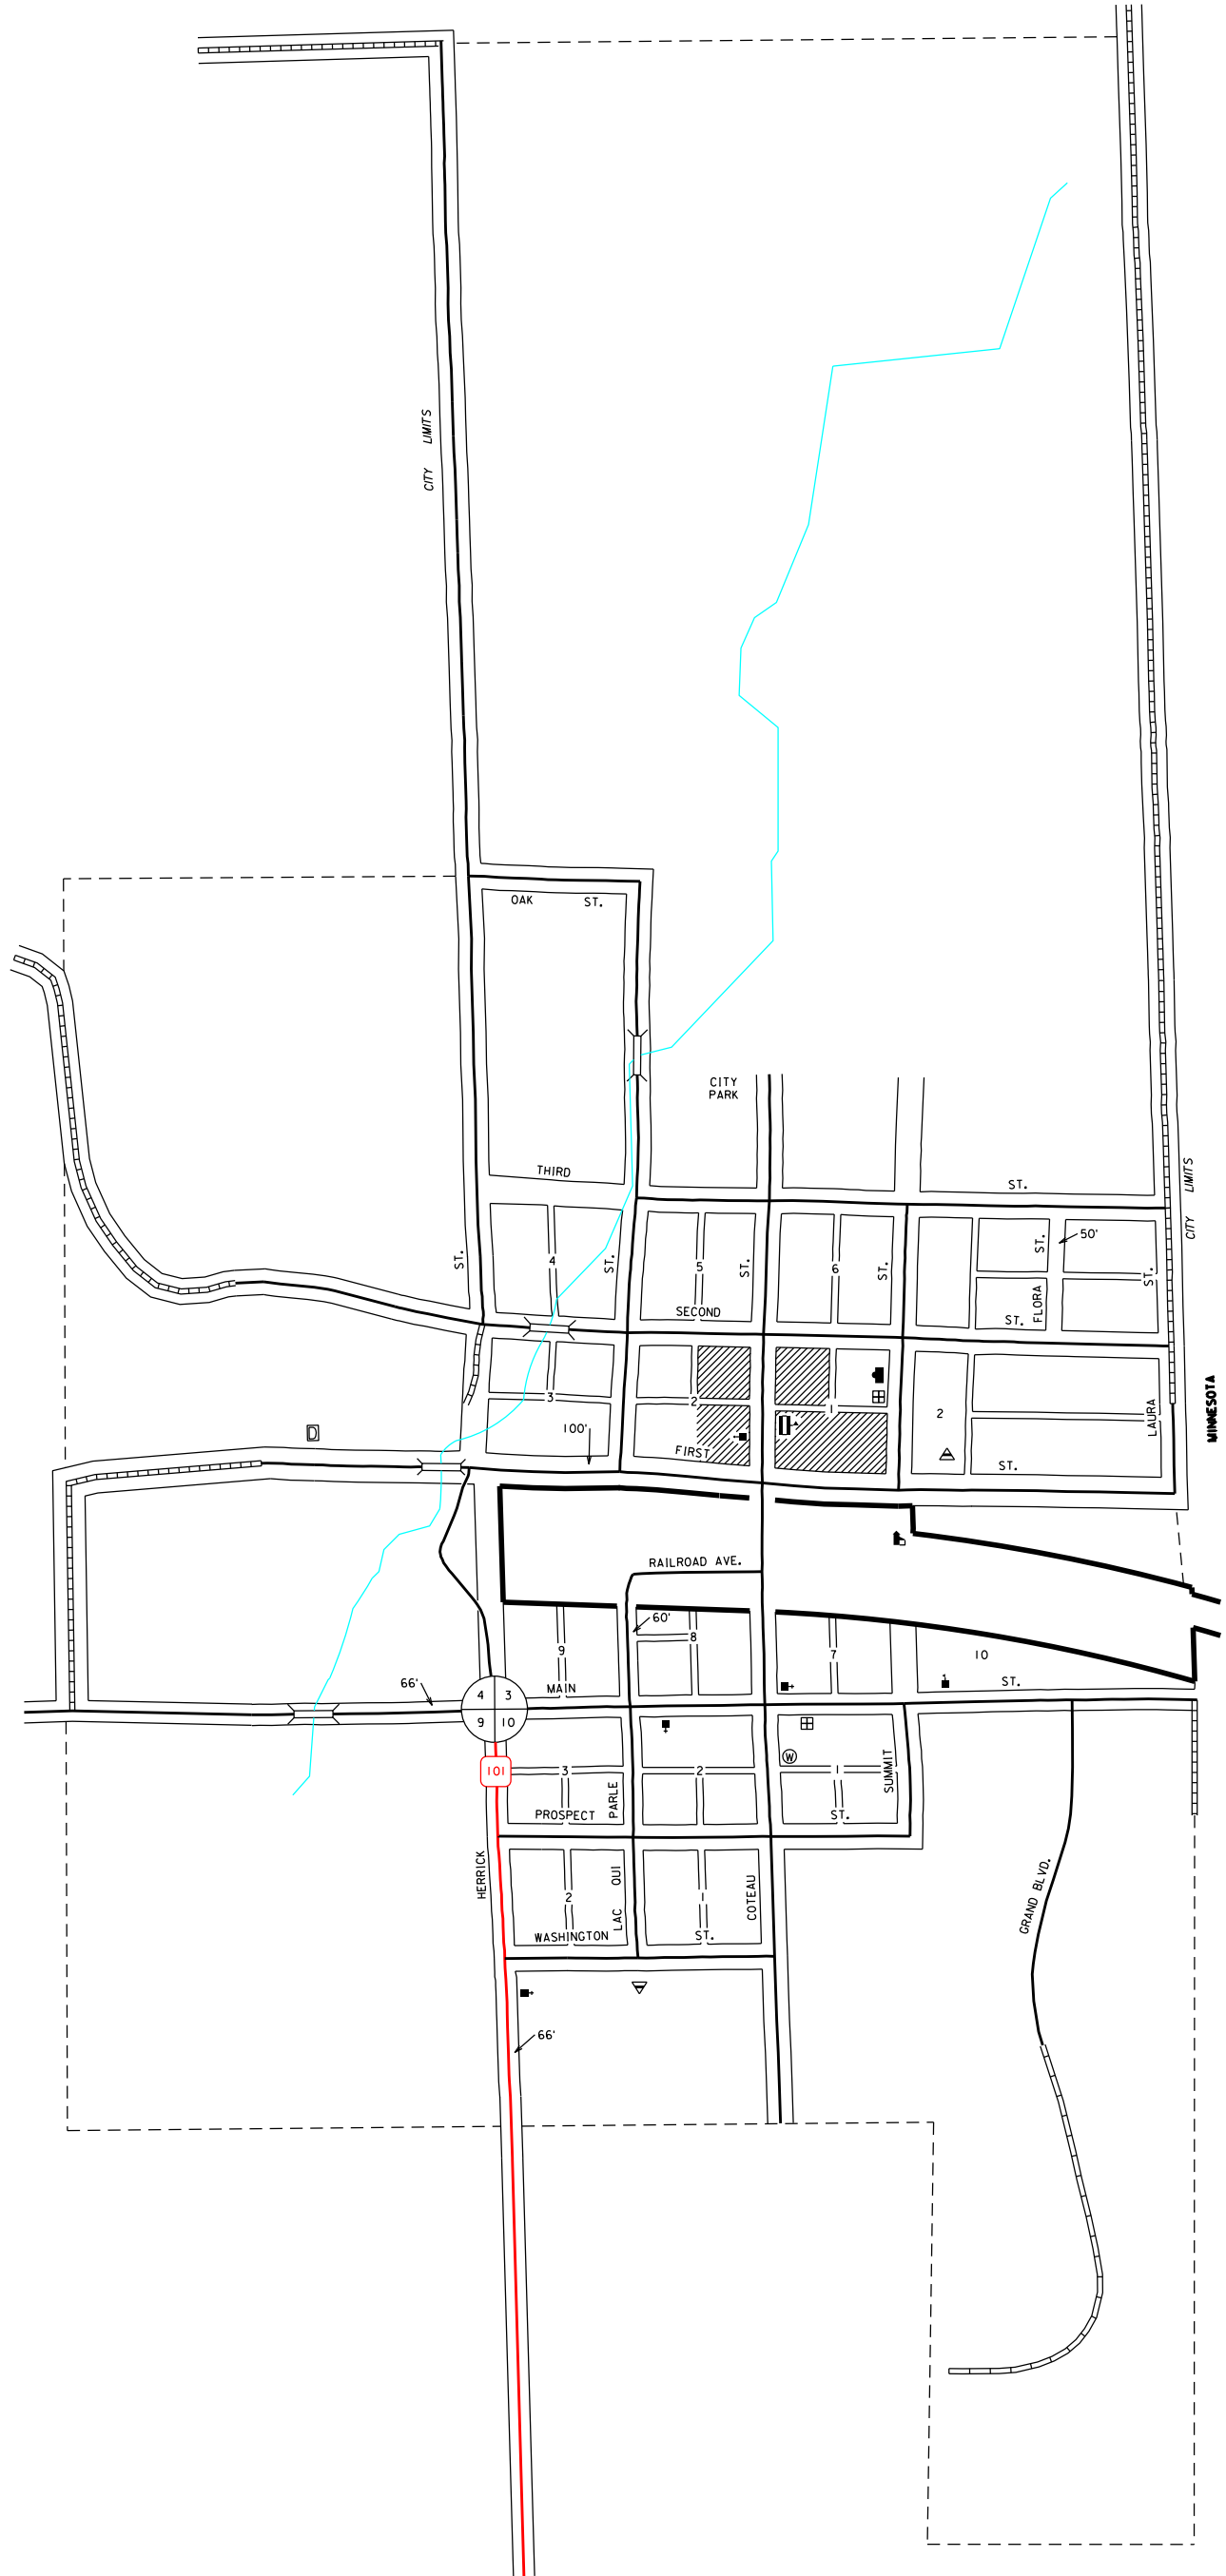 CITY LIMITS
OAK ST.
CITY
PARK
THIRD ST.
CITY LIMITS
ST.
4
ST.
5
ST.
6
ST.
ST.
50'
ST.
SECOND ST.
FLORA
MINNESOTA
3
2
1
2
LAURA
D
100'
FIRST ST.
RAILROAD AVE.
60'
9
8
7
10
66'
MAIN ST.
4 3
9 10
W
101
3
2
1
SUMMIT
PARLE
PROSPECT ST.
HERRICK
2
LAC QUI
1
COTEAU
GRAND BLVD.
WASHINGTON ST.
66'